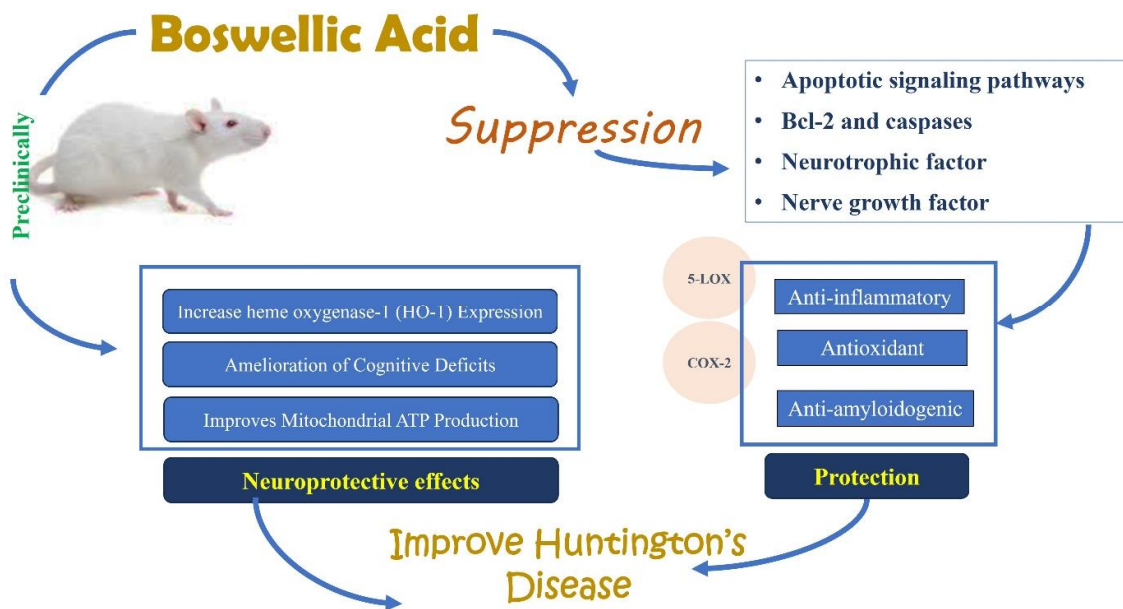 Boswellic Acid
Preclinically
Suppression
• Apoptotic signaling pathways
• Bcl-2 and caspases
• Neurotrophic factor
• Nerve growth factor
Increase heme oxygenase-1 (HO-1) Expression
Amelioration of Cognitive Deficits
Improves Mitochondrial ATP Production
Neuroprotective effects
5-LOX
COX-2
Anti-inflammatory
Antioxidant
Anti-amyloidogenic
Protection
Improve Huntington's
Disease